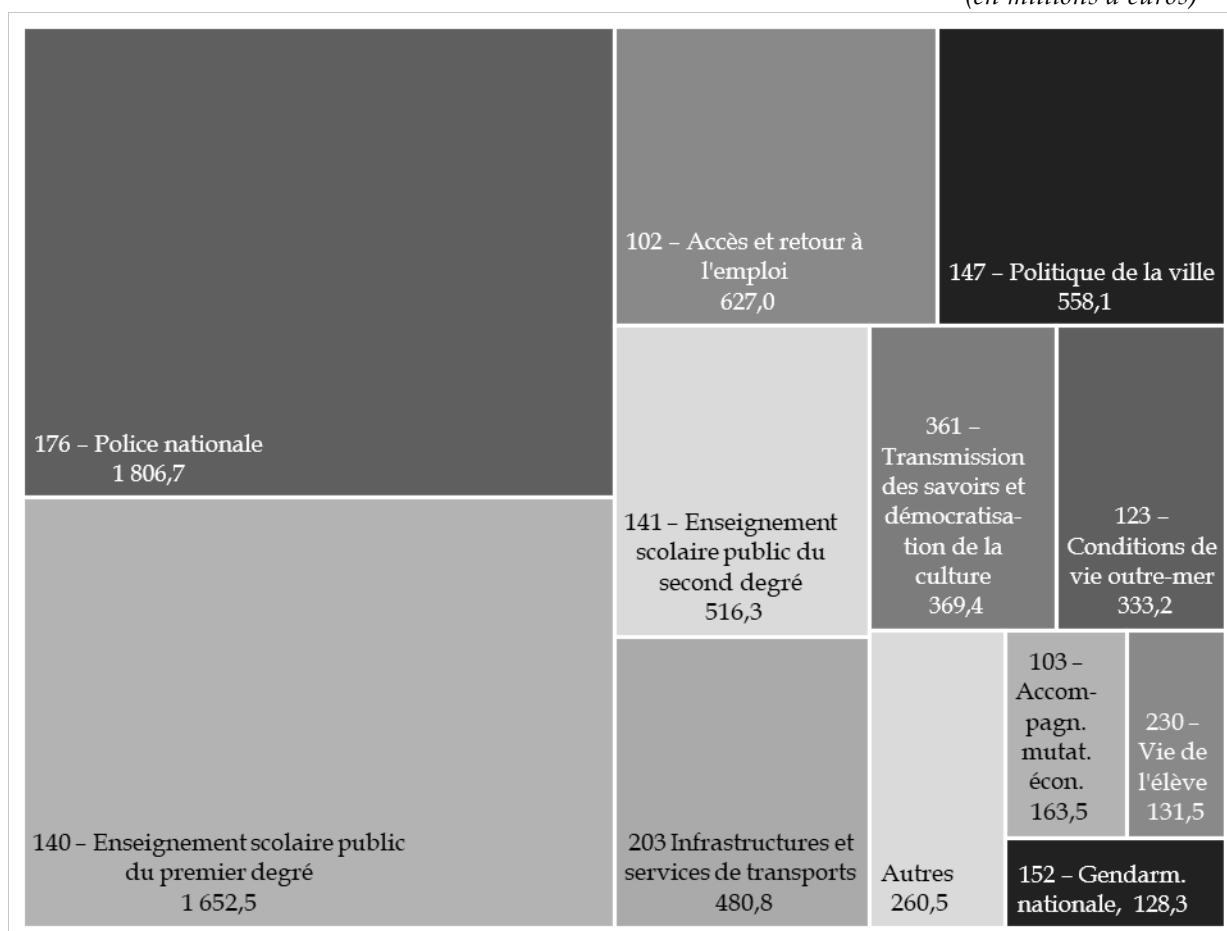 (en millions d'euros)
176 – Police nationale
1 806,7
140 – Enseignement scolaire public
du premier degré
1 652,5
102 – Accès et retour à
l'emploi
627,0
147 – Politique de la ville
558,1
141 – Enseignement
scolaire public du
second degré
516,3
361 –
Transmission
des savoirs et
démocratisa-
tion de la
culture
369,4
123 –
Conditions de
vie outre-mer
333,2
203 Infrastructures et
services de transports
480,8
Autres
260,5
103 –
Accom-
pagn.
mutat.
écon.
163,5
230 –
Vie de
l'élève
131,5
152 – Gendarm.
nationale, 128,3